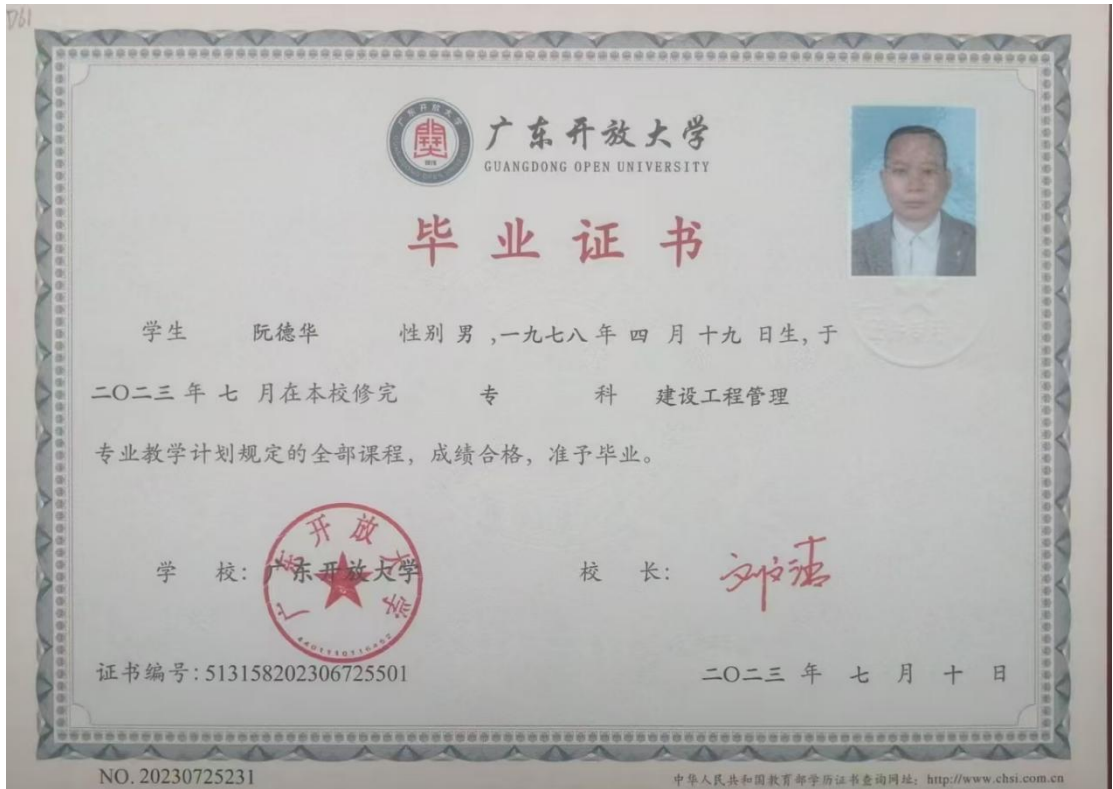 D61
广东开放大学
GUANGDONG OPEN UNIVERSITY
毕业证书
学生 阮德华 性别 男 ,一九七八 年 四 月 十九 日生, 于
二〇二三 年 七 月在本校修完 专 科 建设工程管理
专业教学计划规定的全部课程，成绩合格，准予毕业。
学 校: 广东开放大学 校 长:
广东开放大学
证书编号: 513158202306725501 二〇二三 年 七 月 十 日
NO. 20230725231 中华人民共和国教育部学历证书查询网址: http://www.chsi.com.cn